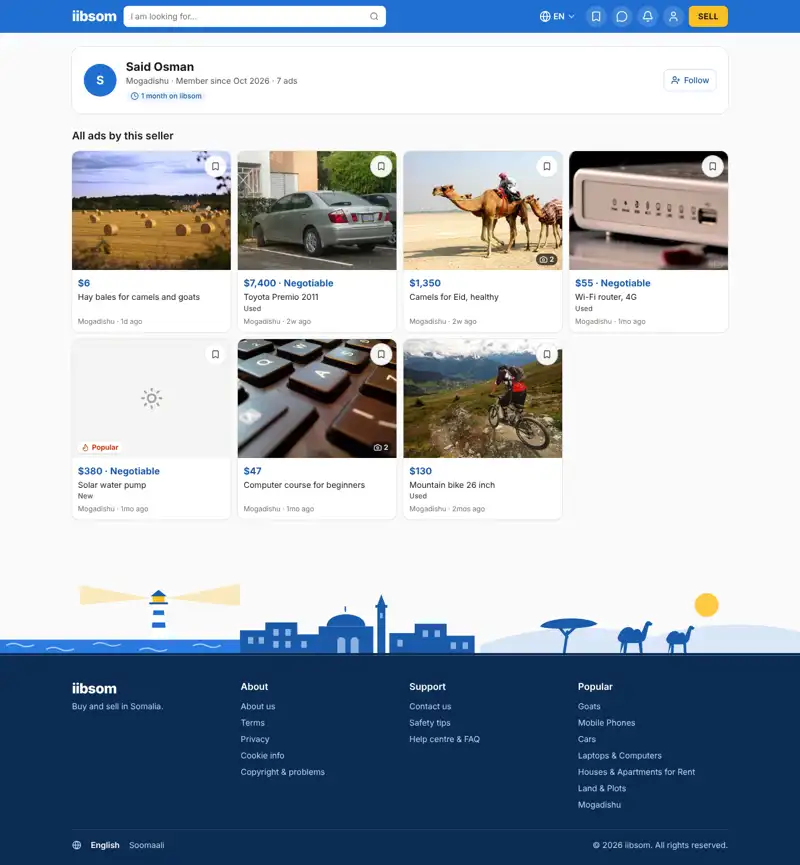 iibsom
I am looking for...
EN
SELL
S
Said Osman
Mogadishu · Member since Oct 2026 · 7 ads
1 month on iibsom
Follow
All ads by this seller
$6
Hay bales for camels and goats
Mogadishu · 1d ago
$7,400 · Negotiable
Toyota Premio 2011
Used
Mogadishu · 2w ago
2
$1,350
Camels for Eid, healthy
Mogadishu · 2w ago
$55 · Negotiable
Wi-Fi router, 4G
Used
Mogadishu · 1mo ago
Popular
$380 · Negotiable
Solar water pump
New
Mogadishu · 1mo ago
A
2
$47
Computer course for beginners
Mogadishu · 1mo ago
$130
Mountain bike 26 inch
Used
Mogadishu · 2mos ago
iibsom
Buy and sell in Somalia.
About
About us
Terms
Privacy
Cookie info
Copyright & problems
Support
Contact us
Safety tips
Help centre & FAQ
Popular
Goats
Mobile Phones
Cars
Laptops & Computers
Houses & Apartments for Rent
Land & Plots
Mogadishu
English
Soomaali
© 2026 iibsom. All rights reserved.